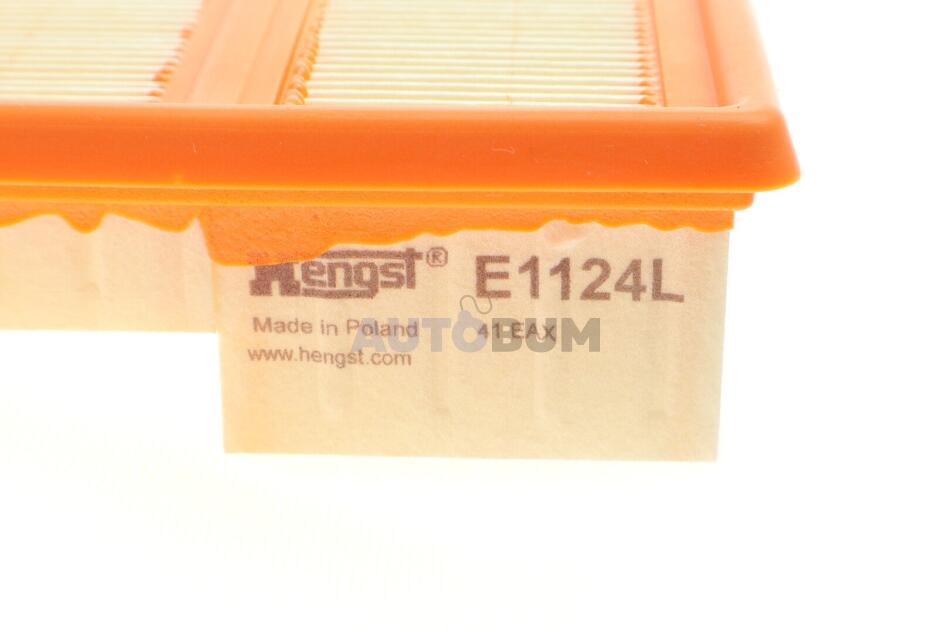 Hengst® E1124L
Made in Poland 41-EAX
www.hengst.com
AUTOBUM